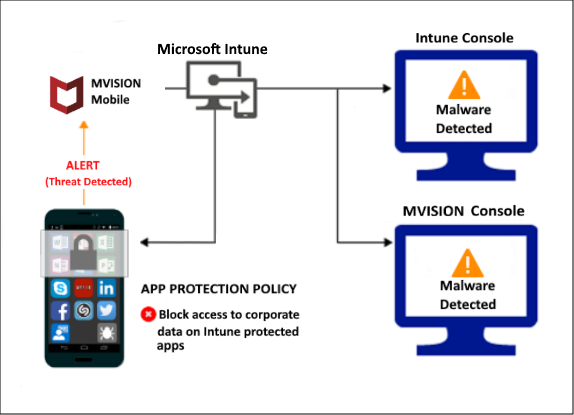 Microsoft Intune
Intune Console
MVISION
Mobile
Malware
Detected
ALERT
(Threat Detected)
MVISION Console
Malware
Detected
APP PROTECTION POLICY
Block access to corporate
data on Intune protected
apps